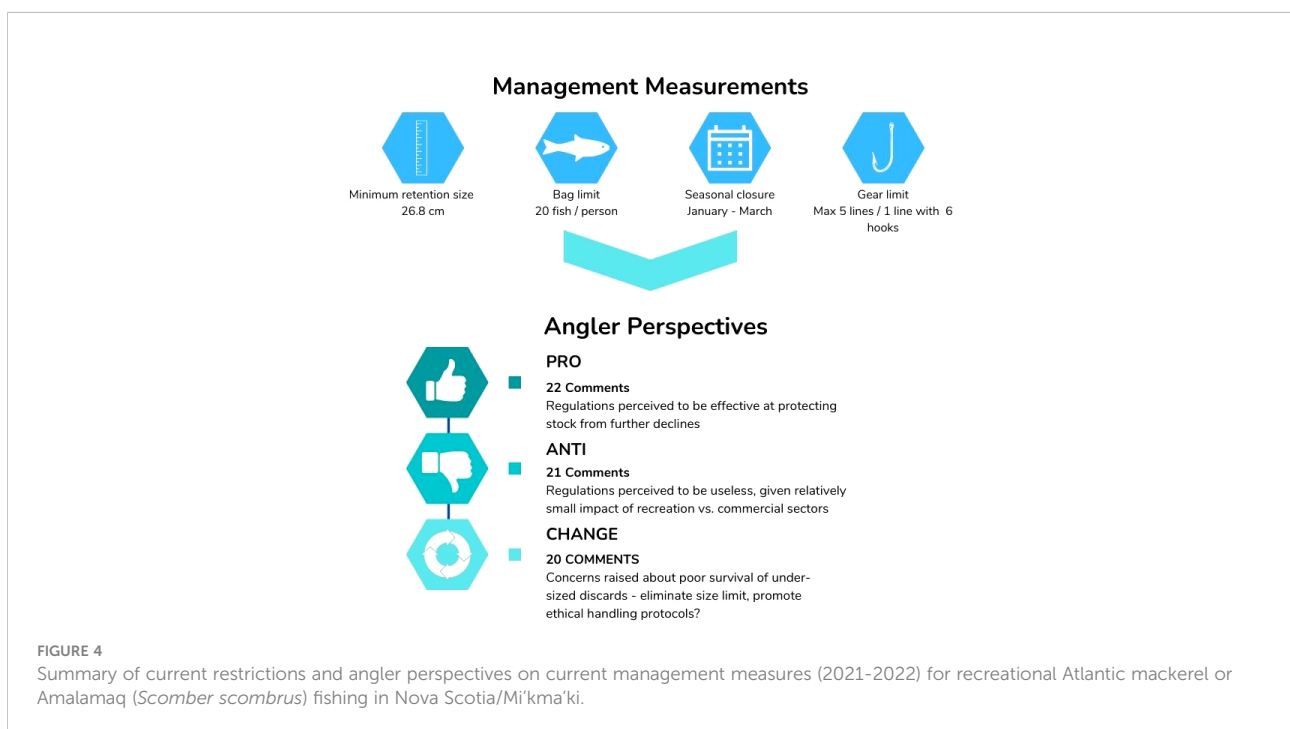 Management Measurements
Minimum retention size
26.8 cm
Bag limit
20 fish / person
Seasonal closure
January - March
Gear limit
Max 5 lines / 1 line with 6
hooks
Angler Perspectives
PRO
22 Comments
Regulations perceived to be effective at protecting
stock from further declines
ANTI
21 Comments
Regulations perceived to be useless, given relatively
small impact of recreation vs. commercial sectors
CHANGE
20 COMMENTS
Concerns raised about poor survival of under-
sized discards - eliminate size limit, promote
ethical handling protocols?
FIGURE 4
Summary of current restrictions and angler perspectives on current management measures (2021-2022) for recreational Atlantic mackerel or
Amalamaq (Scomber scombrus) fishing in Nova Scotia/Mi’kma’ki.